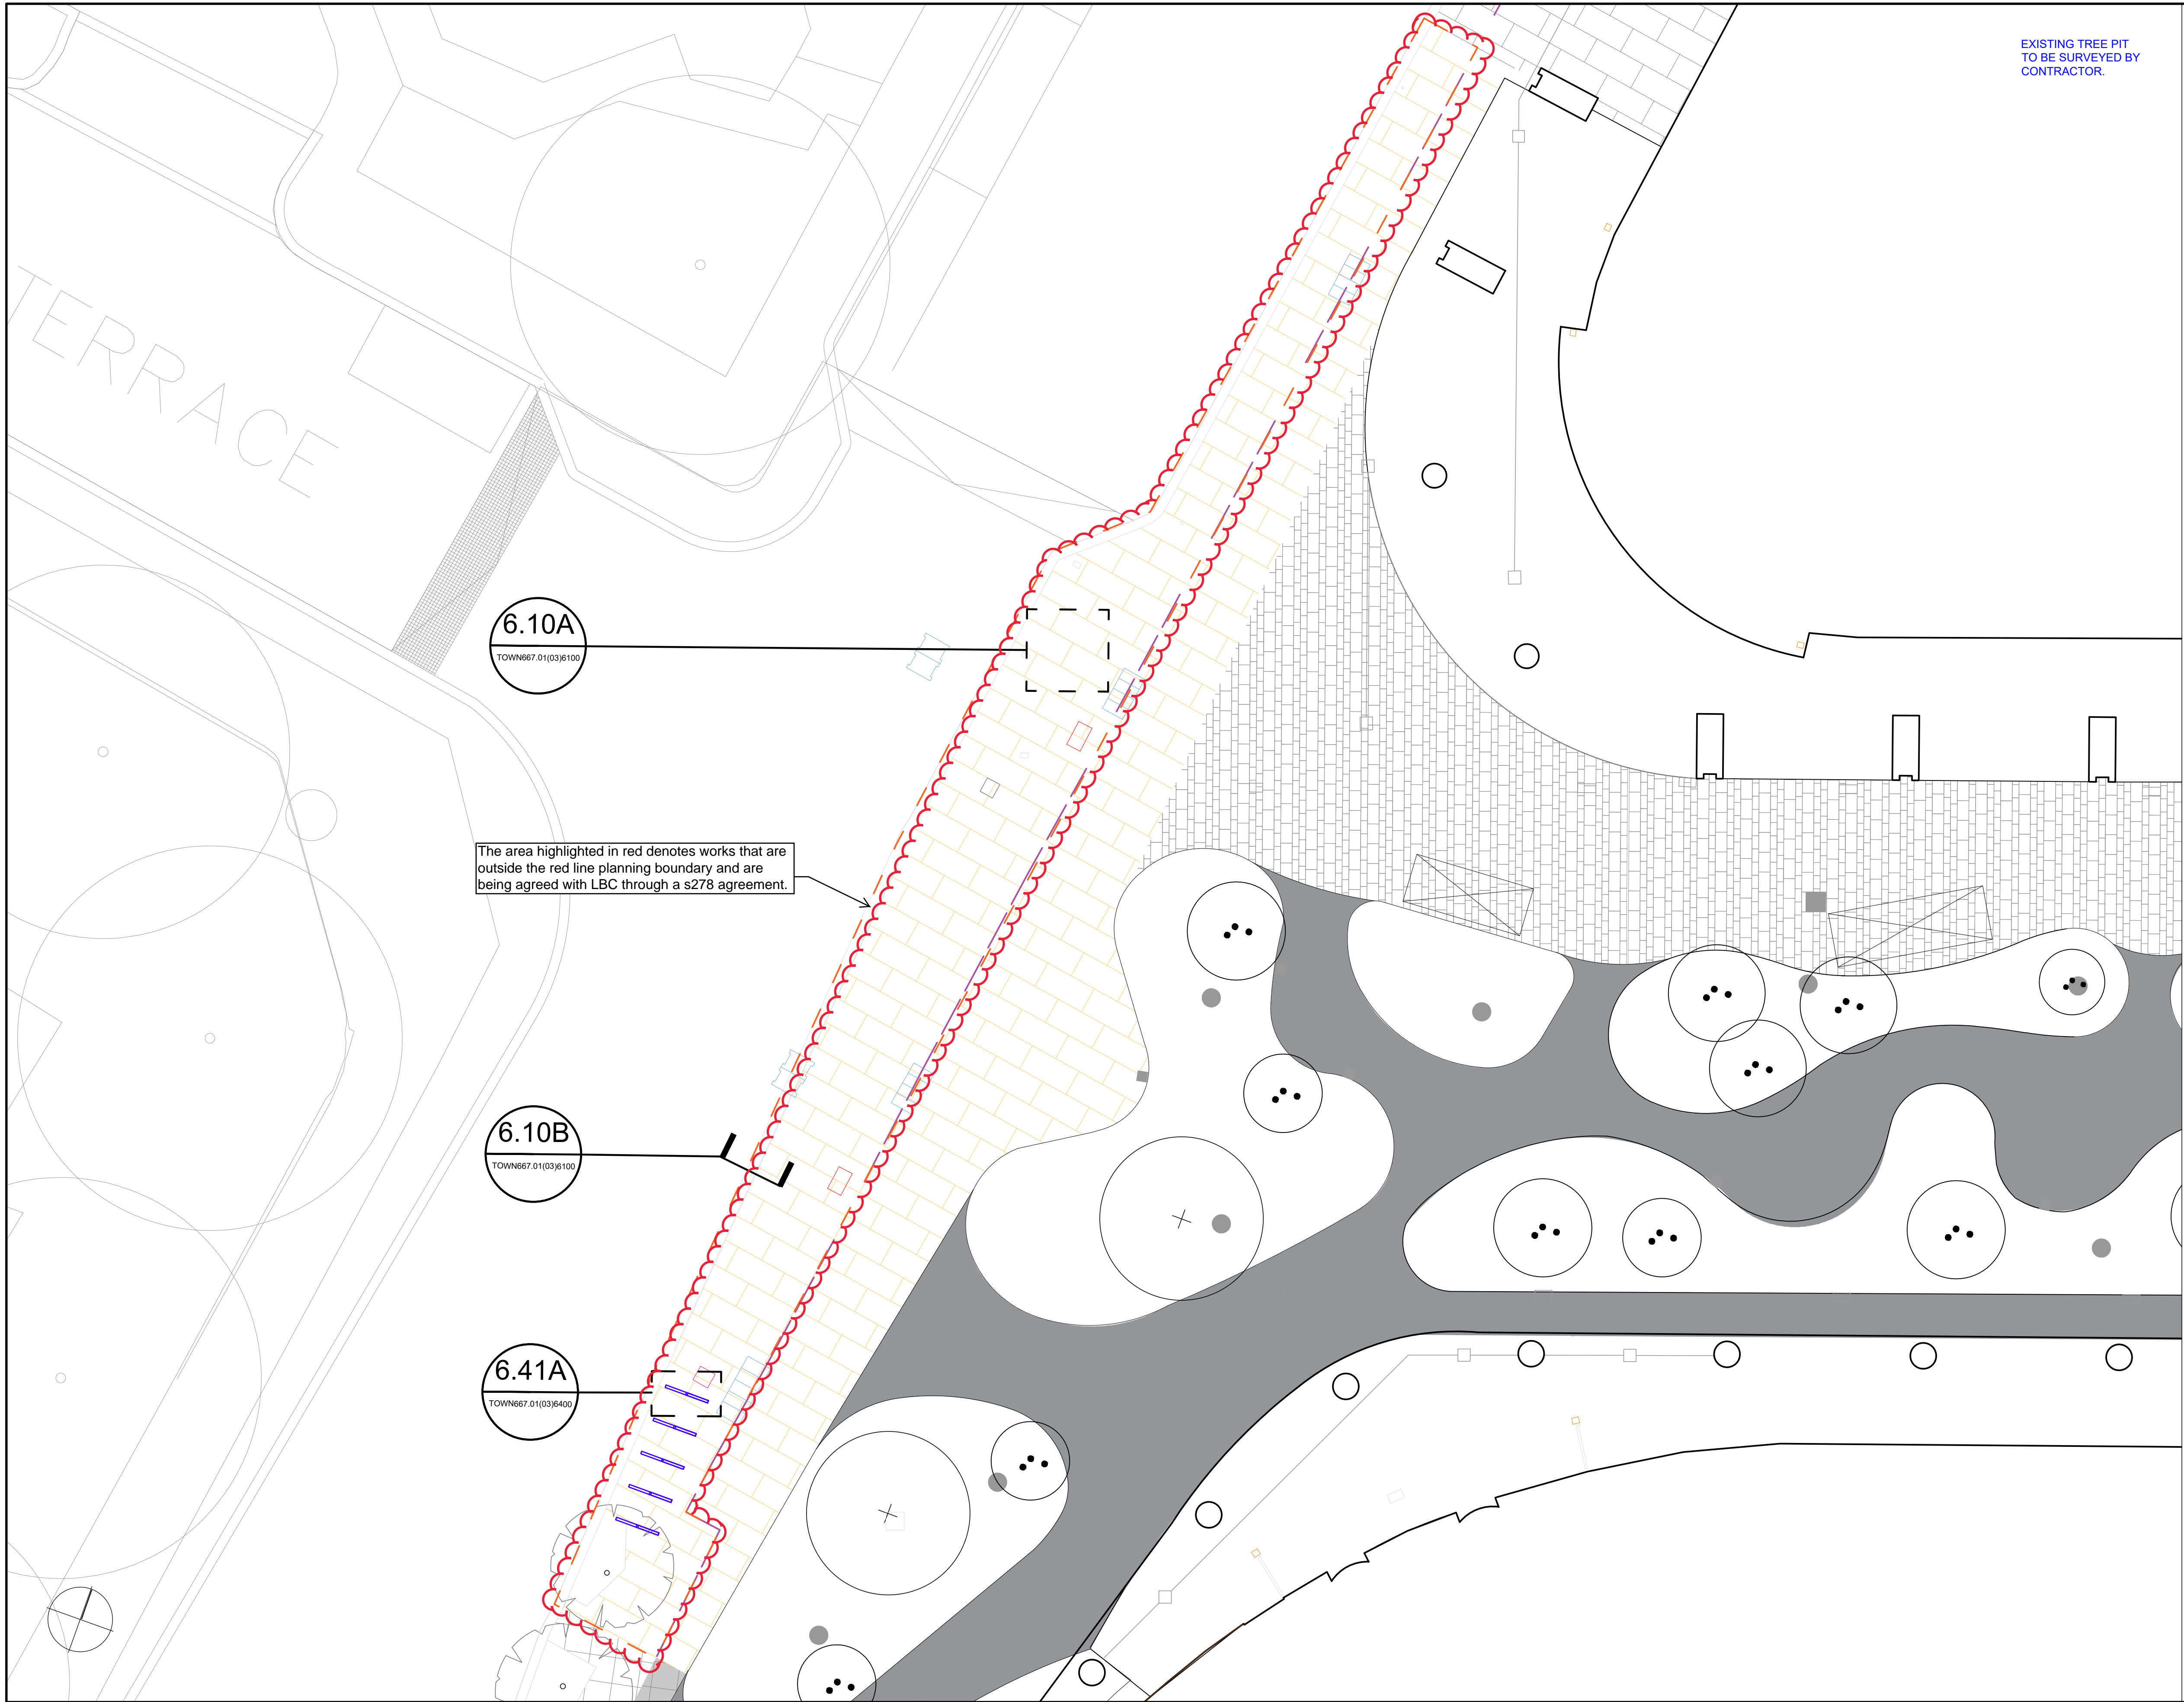 EXISTING TREE PIT
TO BE SURVEYED BY
CONTRACTOR.
TERRACE
6.10A
TOWN667.01(03)6100
The area highlighted in red denotes works that are
outside the red line planning boundary and are
being agreed with LBC through a s278 agreement.
6.10B
TOWN667.01(03)6100
6.41A
TOWN667.01(03)6400